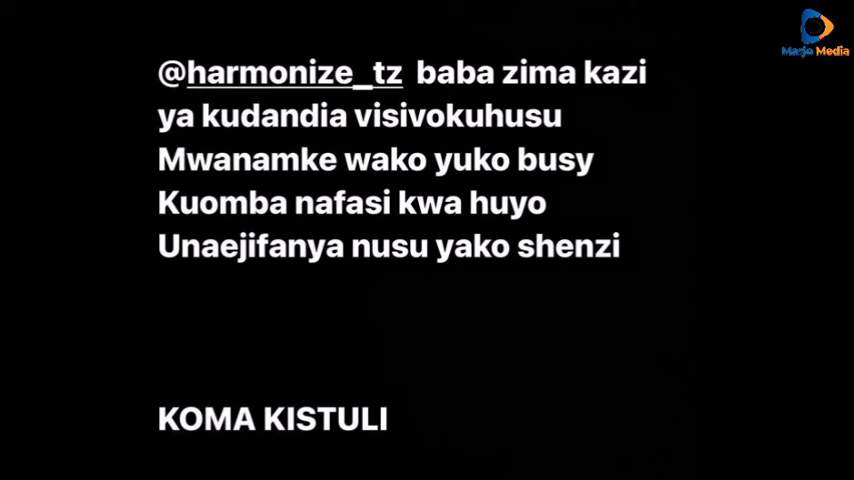 Marjo Media
@harmonize_tz baba zima kazi
ya kudandia visivokuhusu
Mwanamke wako yuko busy
Kuomba nafasi kwa huyo
Unaejifanya nusu yako shenzi
KOMA KISTULI